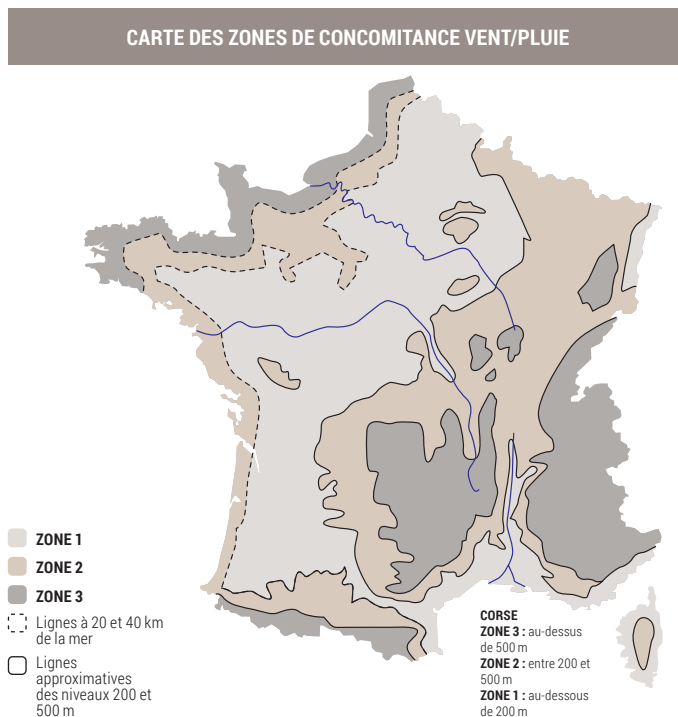 CARTE DES ZONES DE CONCOMITANCE VENT/PLUIE
ZONE 1
ZONE 2
ZONE 3
Lignes à 20 et 40 km
de la mer
Lignes
approximatives
des niveaux 200 et
500 m
CORSE
ZONE 3 : au-dessus
de 500 m
ZONE 2 : entre 200 et
500 m
ZONE 1 : au-dessous
de 200 m